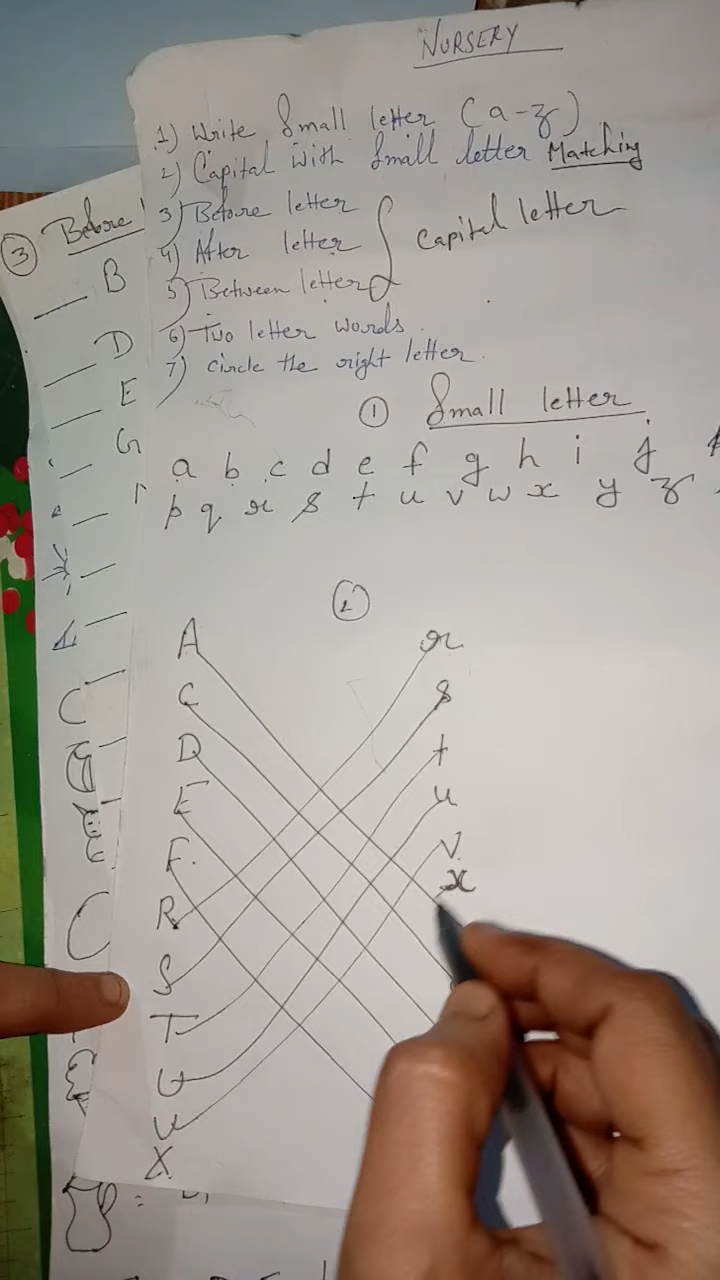 NURSERY
1) Write Small letter (a-z)
2) Capital with Small letter Matching
3) Before letter
4) After letter
5) Between letter
Capital letter
6) Two letter words.
7) Circle the right letter.
1 Small letter
a b c d e f g h i j
p q r s t u v w x y z
2
A r
C s
D t
E u
F. v.
R x
S
T
U
V
X
3 Before
B
D
E
G